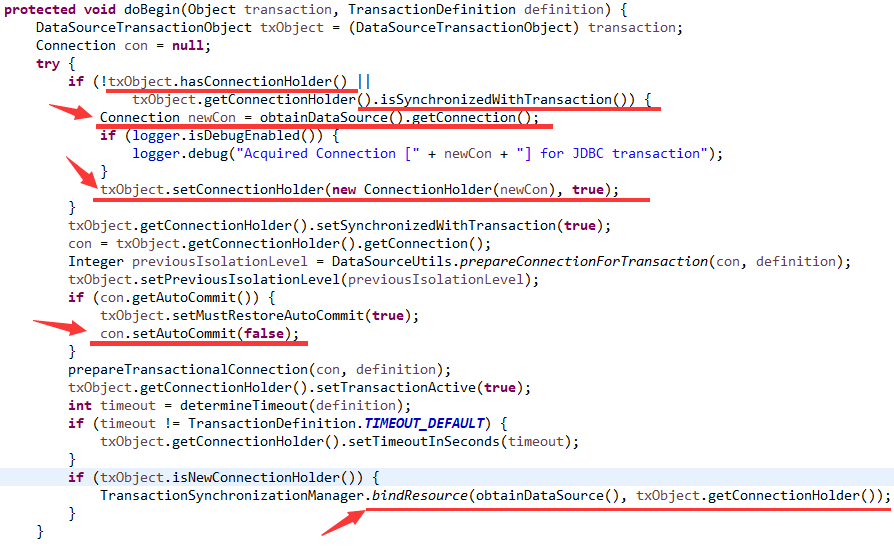 protected void doBegin(Object transaction, TransactionDefinition definition) {
    DataSourceTransactionObject txObject = (DataSourceTransactionObject) transaction;
    Connection con = null;
    try {
        if (!txObject.hasConnectionHolder() ||
                txObject.getConnectionHolder().isSynchronizedWithTransaction()) {
            Connection newCon = obtainDataSource().getConnection();
            if (logger.isDebugEnabled()) {
                logger.debug("Acquired Connection [" + newCon + "] for JDBC transaction");
            }
            txObject.setConnectionHolder(new ConnectionHolder(newCon), true);
        }
        txObject.getConnectionHolder().setSynchronizedWithTransaction(true);
        con = txObject.getConnectionHolder().getConnection();
        Integer previousIsolationLevel = DataSourceUtils.prepareConnectionForTransaction(con, definition);
        txObject.setPreviousIsolationLevel(previousIsolationLevel);
        if (con.getAutoCommit()) {
            txObject.setMustRestoreAutoCommit(true);
            con.setAutoCommit(false);
        }
        prepareTransactionalConnection(con, definition);
        txObject.getConnectionHolder().setTransactionActive(true);
        int timeout = determineTimeout(definition);
        if (timeout != TransactionDefinition.TIMEOUT_DEFAULT) {
            txObject.getConnectionHolder().setTimeoutInSeconds(timeout);
        }
        if (txObject.isNewConnectionHolder()) {
            TransactionSynchronizationManager.bindResource(obtainDataSource(), txObject.getConnectionHolder());
        }
    }